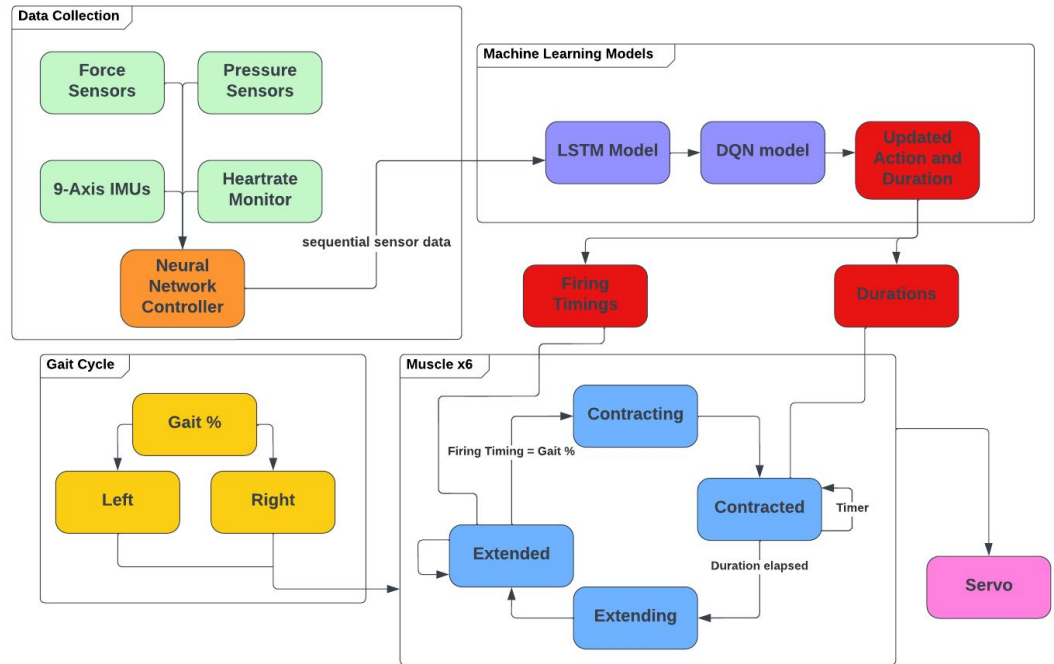 Data Collection
Force
Sensors
Pressure
Sensors
9-Axis IMUs
Heartrate
Monitor
sequential sensor data
Neural
Network
Controller
Machine Learning Models
LSTM Model
DQN model
Updated
Action and
Duration
Firing
Timings
Durations
Gait Cycle
Gait %
Left
Right
Muscle x6
Contracting
Firing Timing = Gait %
Contracted
Timer
Extended
Duration elapsed
Extending
Servo